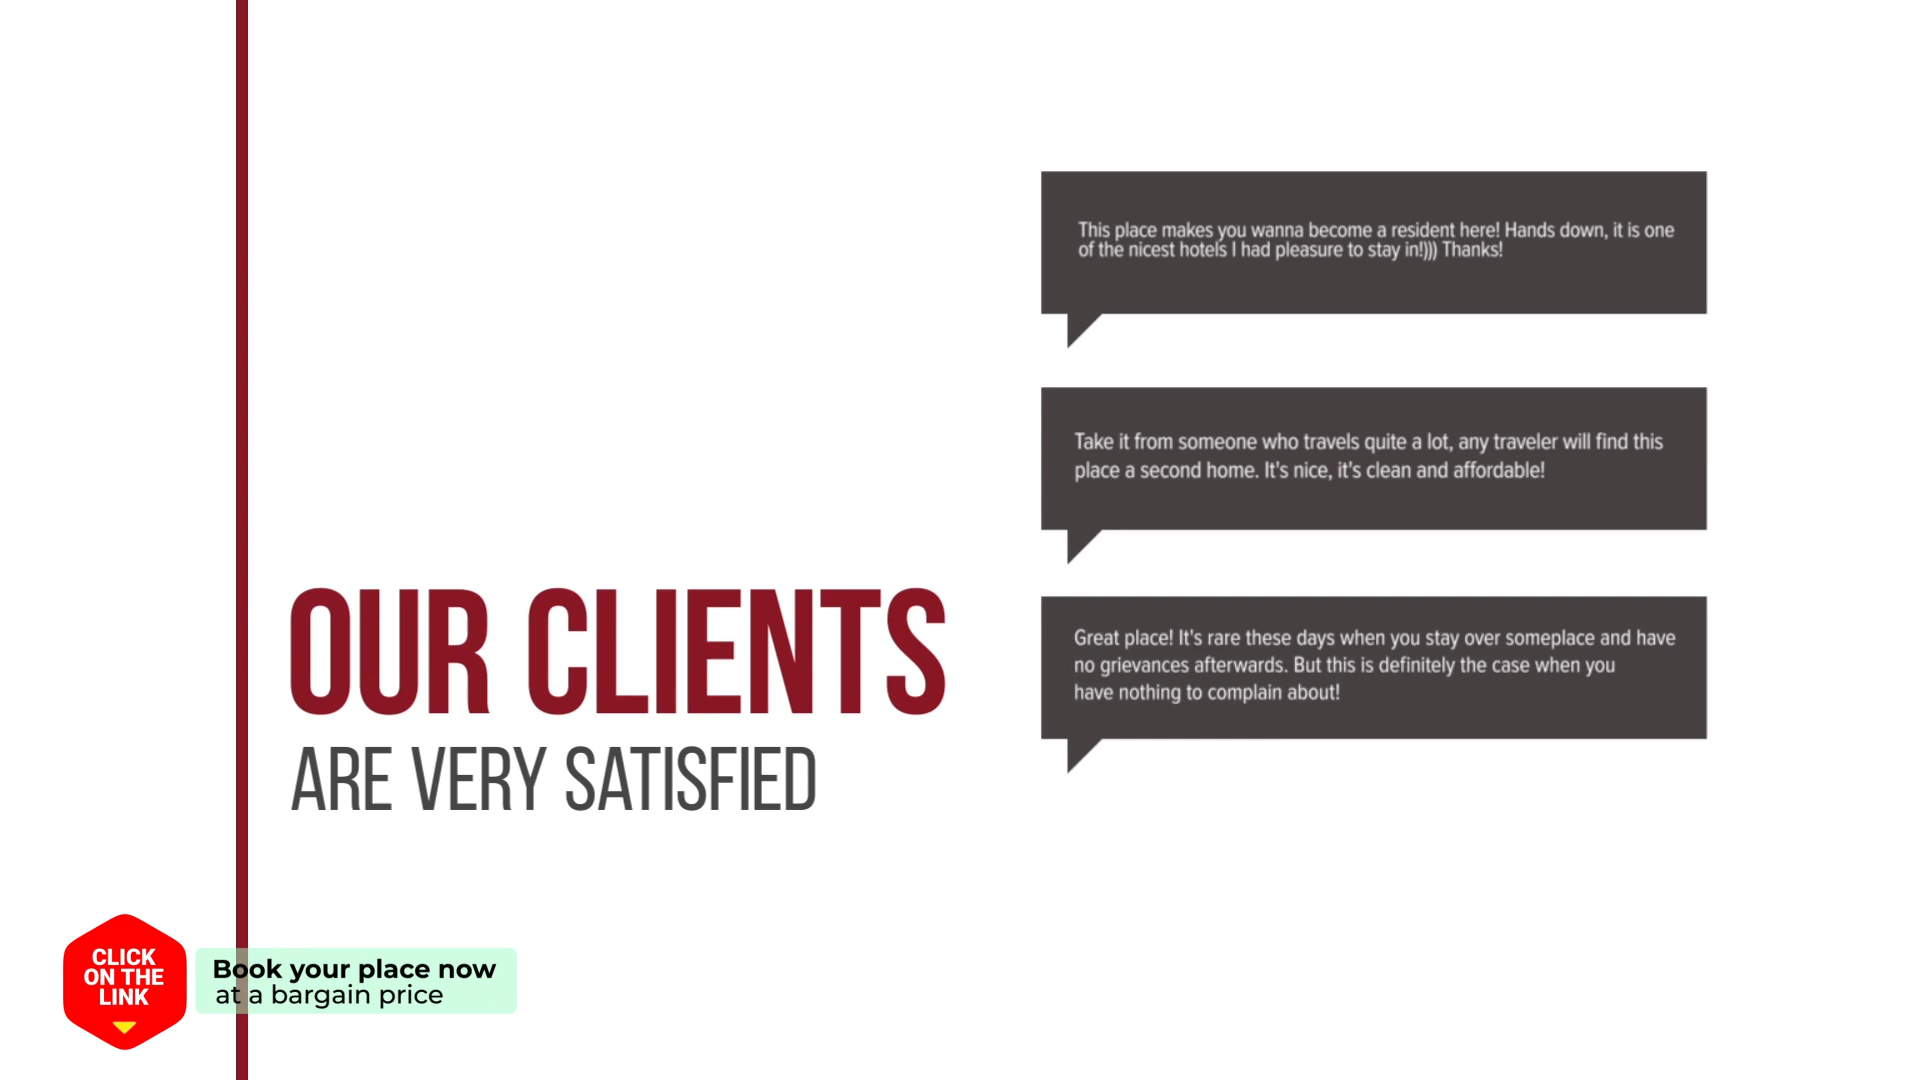 This place makes you wanna become a resident here! Hands down, it is one
of the nicest hotels I had pleasure to stay in!))) Thanks!
Take it from someone who travels quite a lot, any traveler will find this
place a second home. It's nice, it's clean and affordable!
Great place! It's rare these days when you stay over someplace and have
no grievances afterwards. But this is definitely the case when you
have nothing to complain about!
OUR CLIENTS
ARE VERY SATISFIED
CLICK
ON THE
LINK
Book your place now
at a bargain price